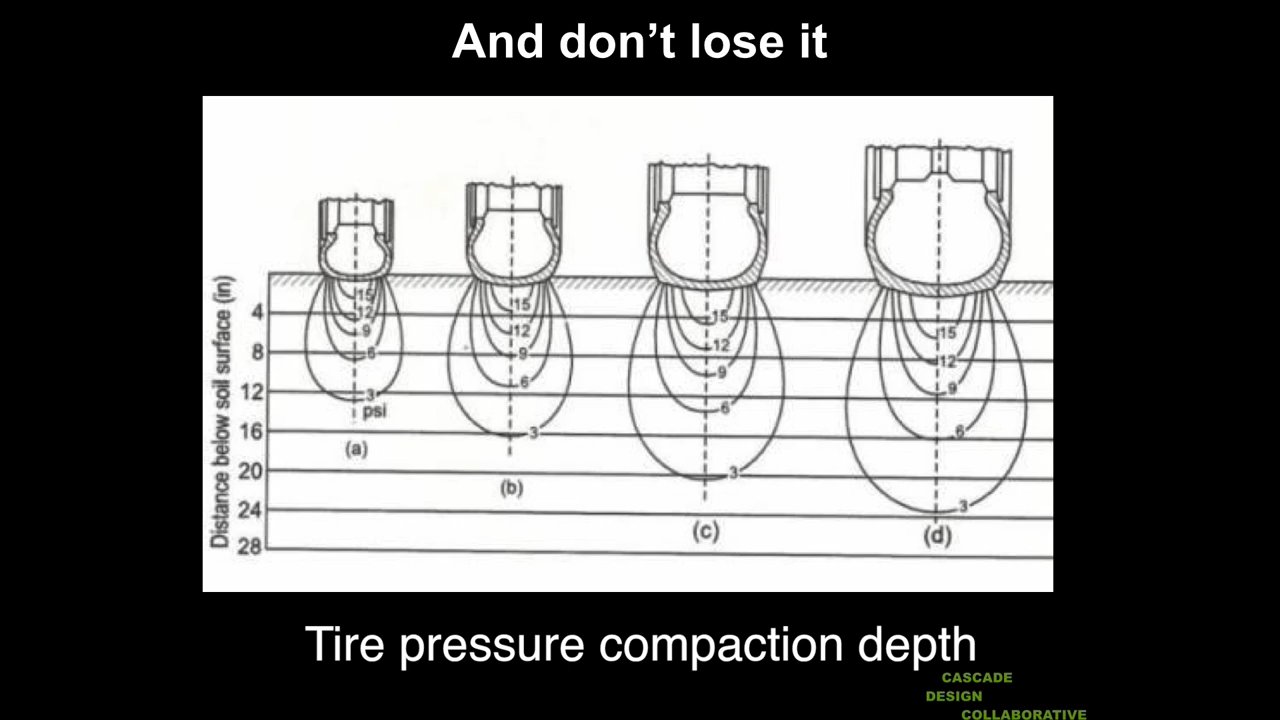 And don’t lose it
Distance below soil surface (in)
4
8
12
16
20
24
28
15
12
9
6
3
psi
(a)
15
12
9
6
3
(b)
15
12
9
6
3
(c)
15
12
9
6
3
(d)
Tire pressure compaction depth
CASCADE
DESIGN
COLLABORATIVE